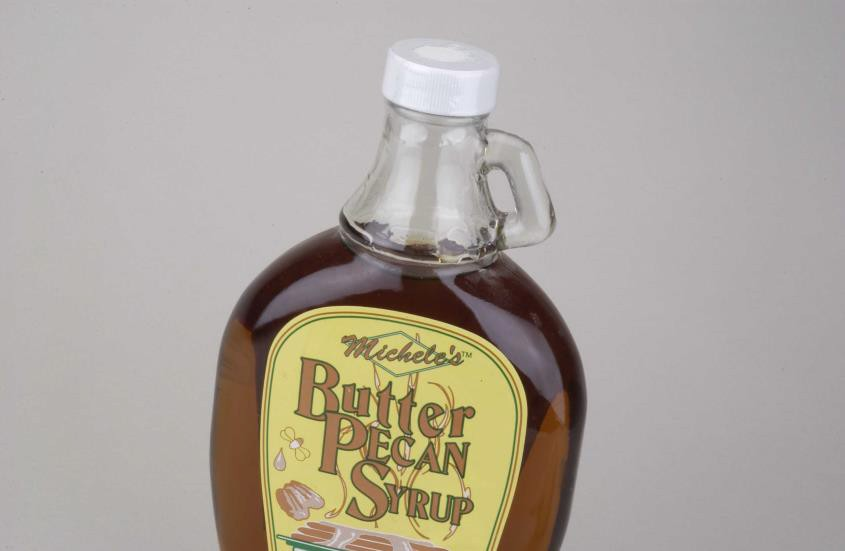 Michele's™
Butter
PECAN
SYRUP